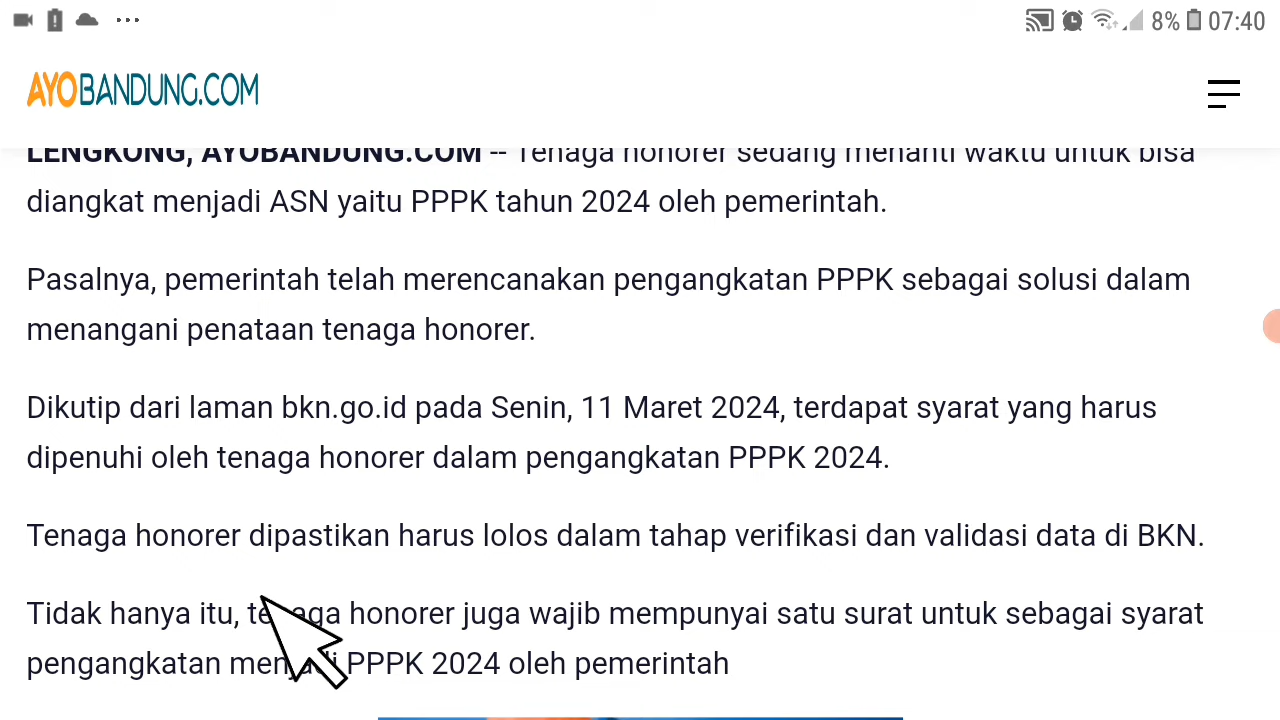 8% 07:40
AYOBANDUNG.COM
LENGKONG, AYOBANDUNG.COM -- Tenaga honorer sedang menanti waktu untuk bisa
diangkat menjadi ASN yaitu PPPK tahun 2024 oleh pemerintah.
Pasalnya, pemerintah telah merencanakan pengangkatan PPPK sebagai solusi dalam
menangani penataan tenaga honorer.
Dikutip dari laman bkn.go.id pada Senin, 11 Maret 2024, terdapat syarat yang harus
dipenuhi oleh tenaga honorer dalam pengangkatan PPPK 2024.
Tenaga honorer dipastikan harus lolos dalam tahap verifikasi dan validasi data di BKN.
Tidak hanya itu, tenaga honorer juga wajib mempunyai satu surat untuk sebagai syarat
pengangkatan menjadi PPPK 2024 oleh pemerintah